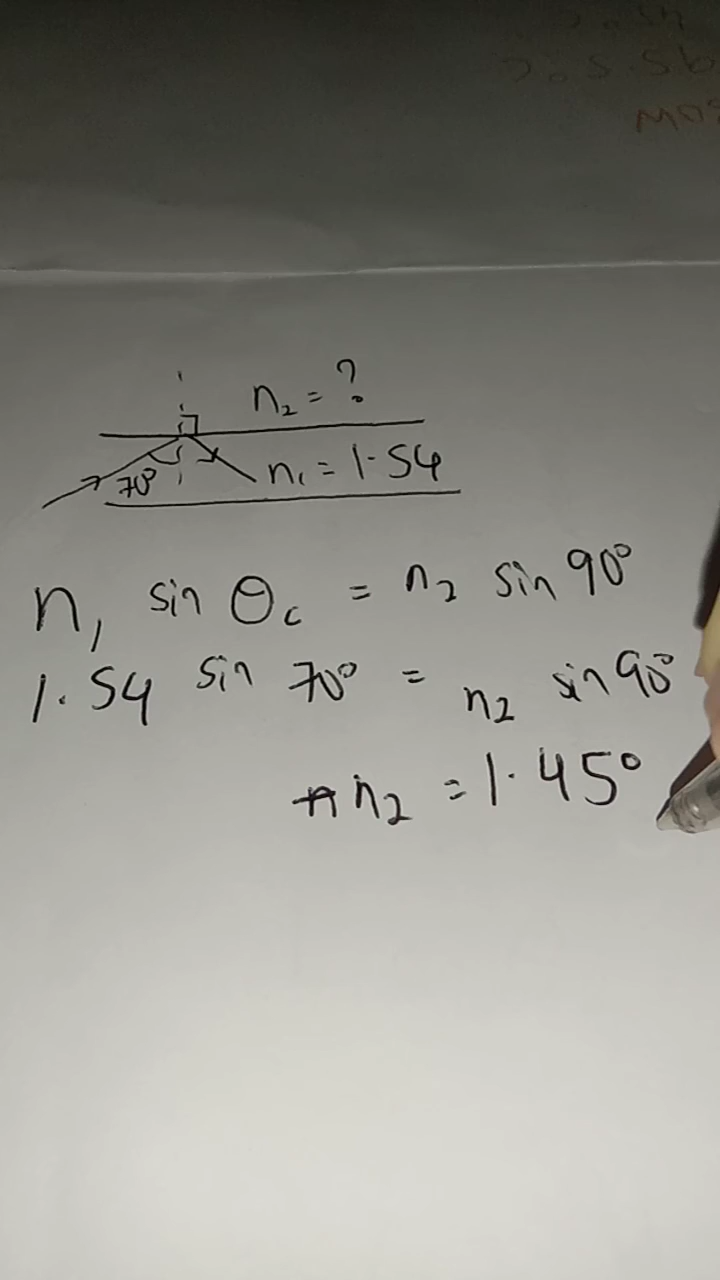 n₂ = ?
70°
n₁ = 1.54
n₁ sin θc = n₂ sin 90°
1.54 sin 70° = n₂ sin 90°
n₂ = 1.45°